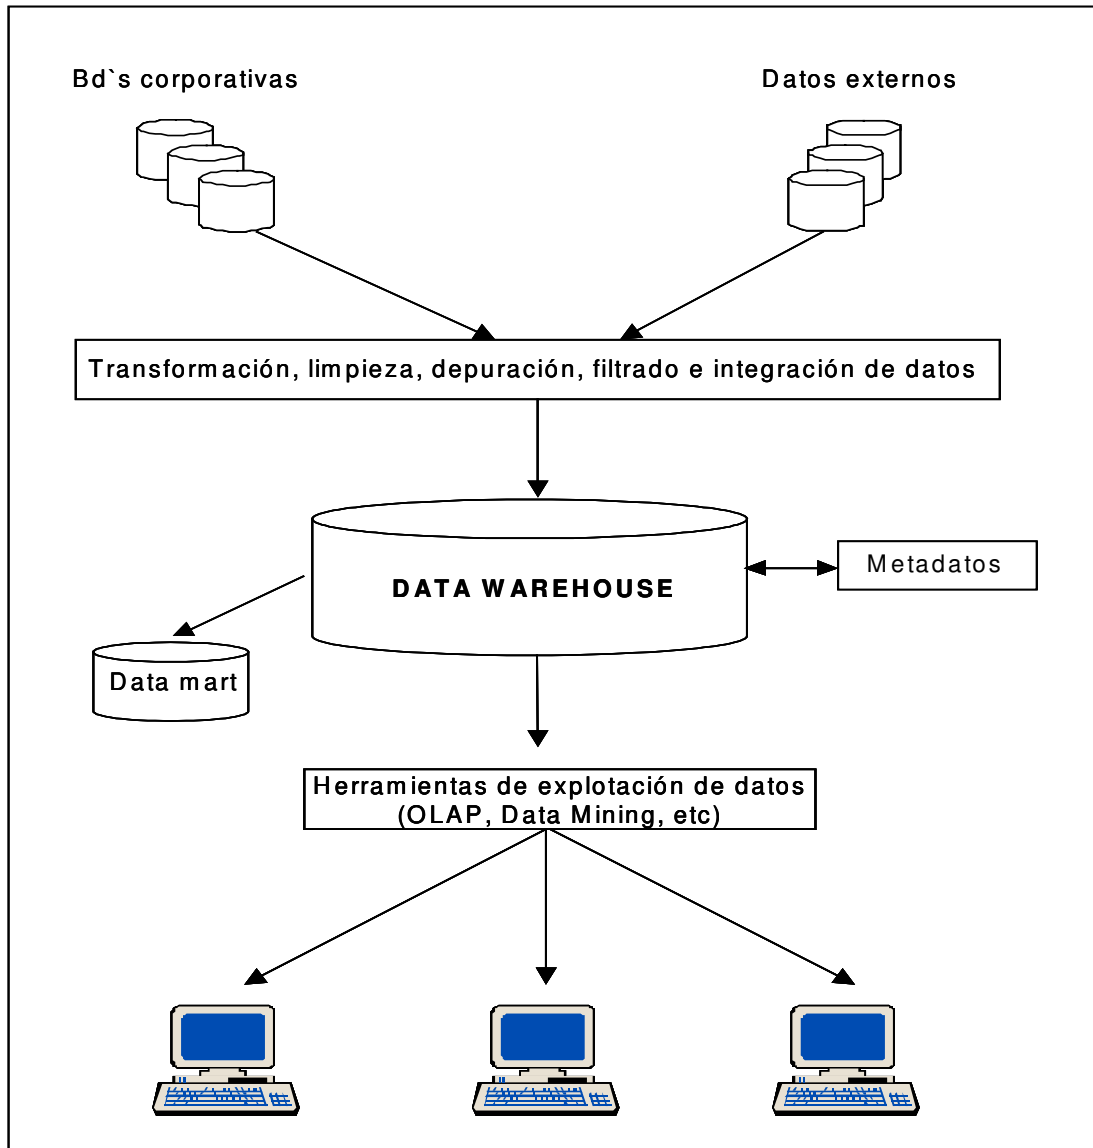 Bd`s corporativas
Datos externos
Transformación, limpieza, depuración, filtrado e integración de datos
DATA WAREHOUSE
Metadatos
Data mart
Herramientas de explotación de datos
(OLAP, Data Mining, etc)